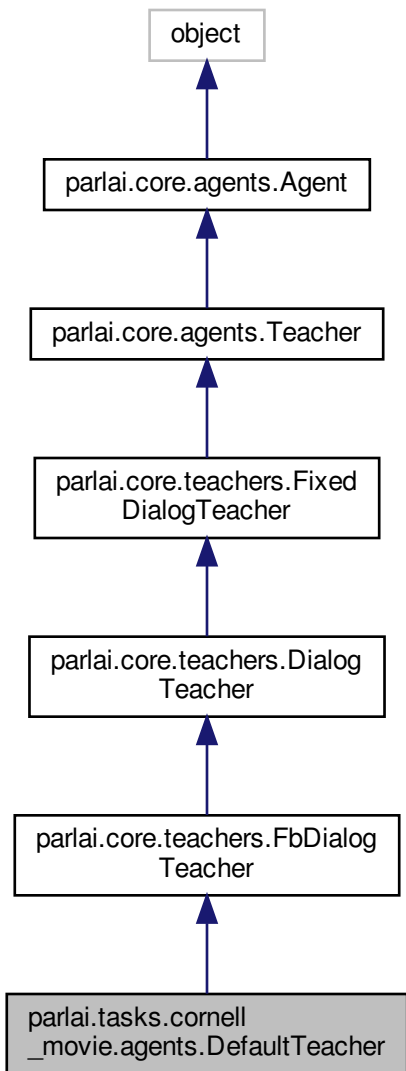 object
parlai.core.agents.Agent
parlai.core.agents.Teacher
parlai.core.teachers.Fixed
DialogTeacher
parlai.core.teachers.Dialog
Teacher
parlai.core.teachers.FbDialog
Teacher
parlai.tasks.cornell
_movie.agents.DefaultTeacher